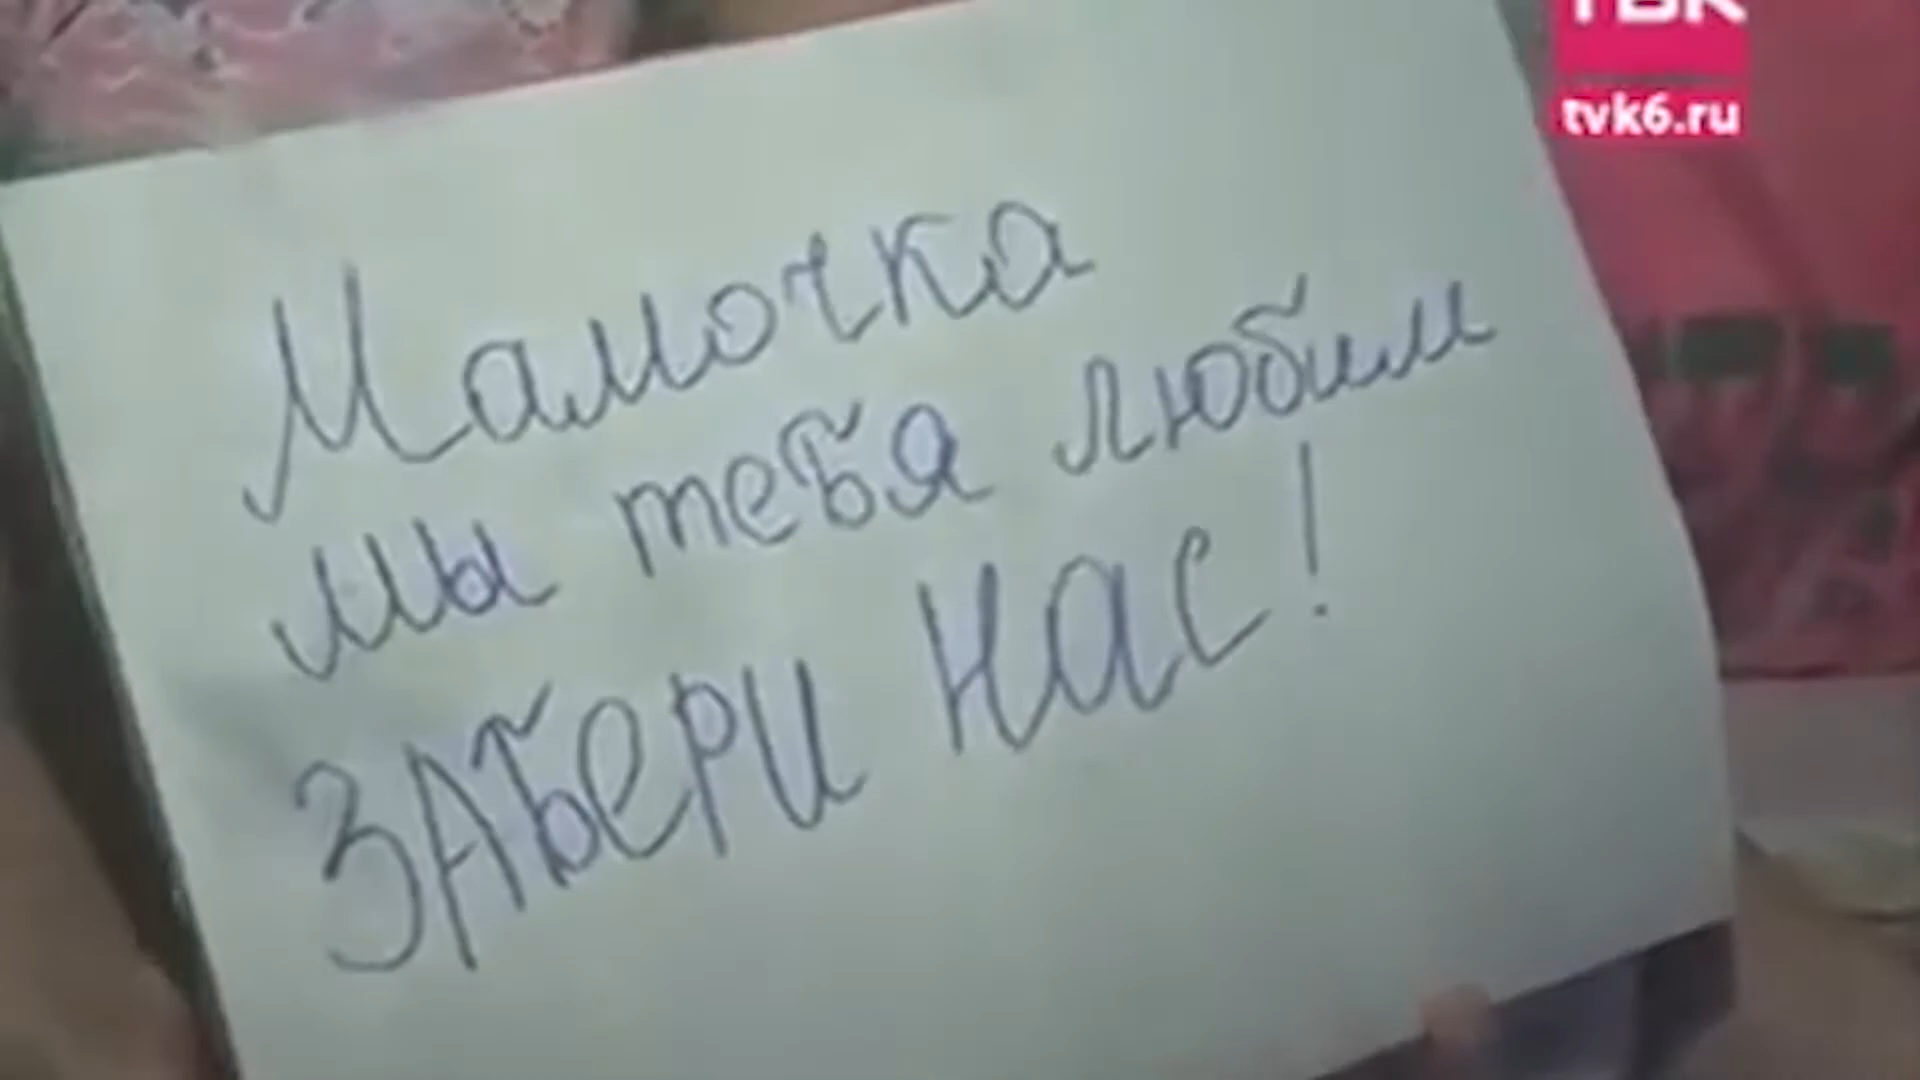 ТВК
tvk6.ru
Мамочка
мы тебя любим
ЗАБЕРИ НАС!